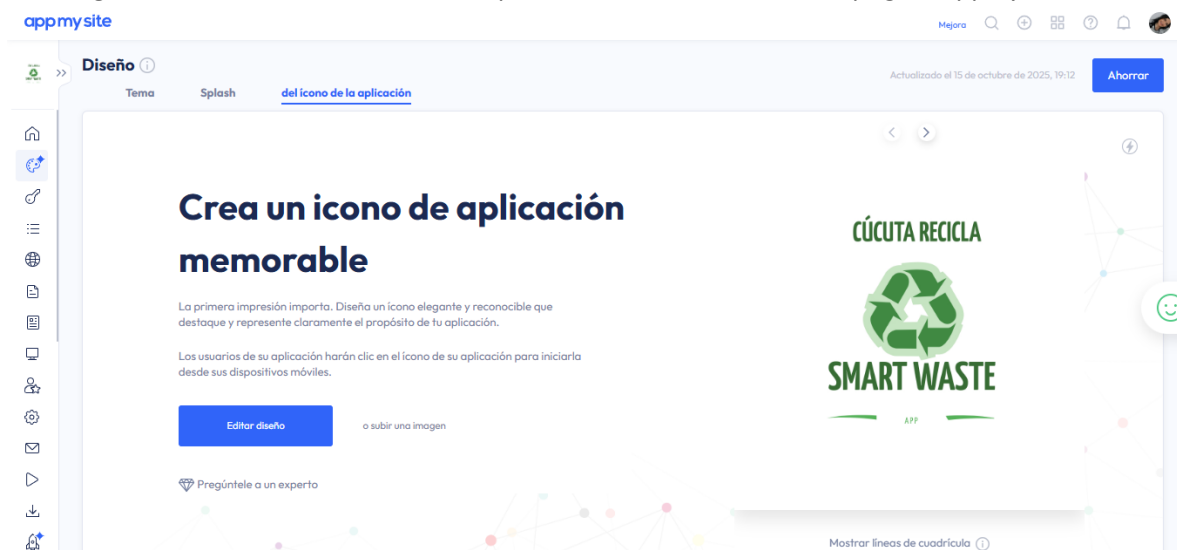 appmysite
Mejora
Diseño
Actualizado el 15 de octubre de 2025, 19:12
Ahorrar
Tema
Splash
del ícono de la aplicación
Crea un icono de aplicación
memorable
La primera impresión importa. Diseña un ícono elegante y reconocible que
destaque y represente claramente el propósito de tu aplicación.
Los usuarios de su aplicación harán clic en el ícono de su aplicación para iniciarla
desde sus dispositivos móviles.
Editar diseño
o subir una imagen
Pregúntele a un experto
CÚCUTA RECICLA
SMART WASTE
APP
Mostrar líneas de cuadrícula